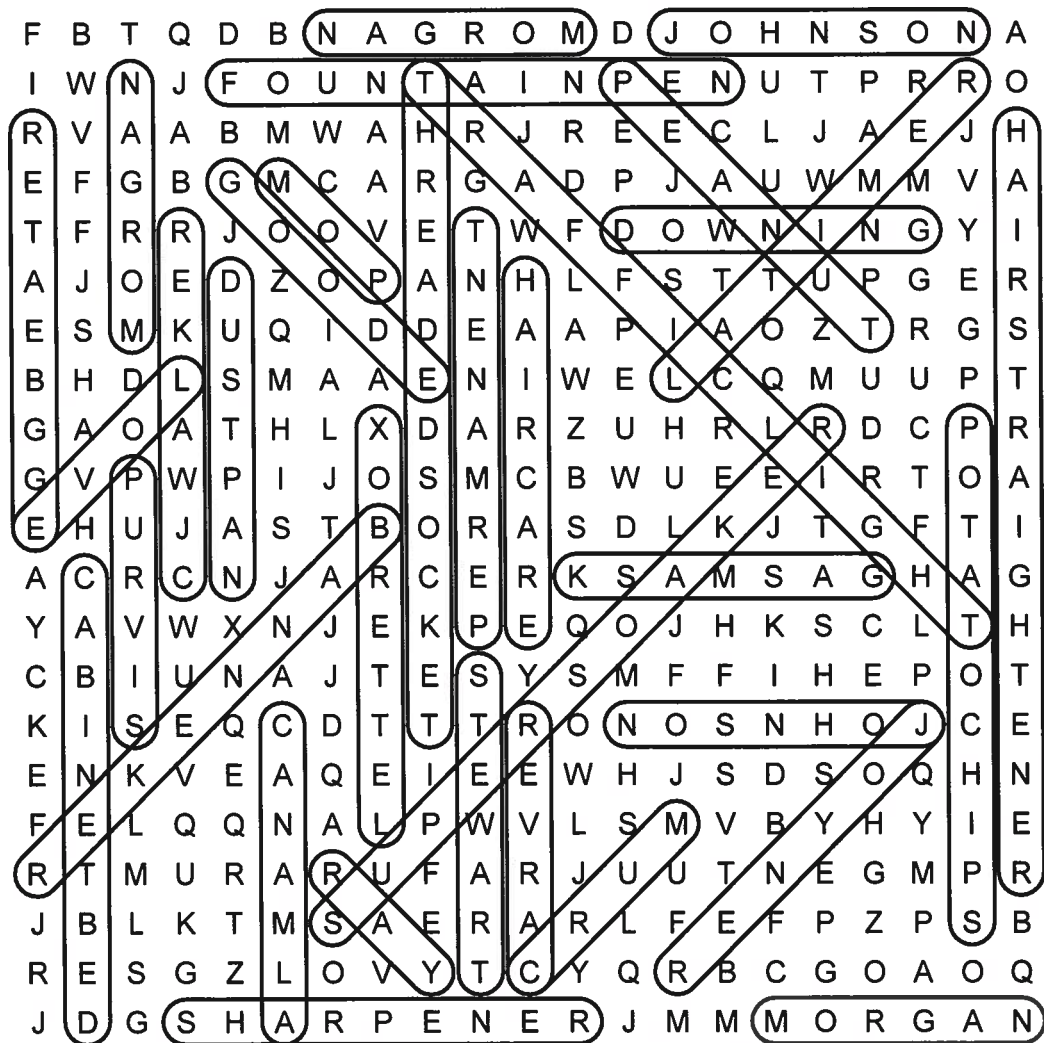 F B T Q D B N A G R O M D J O H N S O N A
I W N J F O U N T A I N P E N U T P R R O
R V A A B M W A H R J R E E C L J A E J H
E F G B G M C A R G A D P J A U W M M V A
T F R R J O O V E T W F D O W N I N G Y I
A J O E D Z O P A N H L F S T T U P G E R
E S M K U Q I D D E A A P I A O Z T R G S
B H D L S M A A E N I W E L C Q M U U P T
G A O A T H L X D A R Z U H R L R D C P R
G V P W P I J O S M C B W U E E I R T O A
E H U J A S T B O R A S D L K J T G F T I
A C R C N J A R C E R K S A M S A G H A G
Y A V W X N J E K P E Q O J H K S C L T H
C B I U N A J T E S Y S M F F I H E P O T
K I S E Q C D T T T R O N O S N H O J C E
E N K V E A Q E I E E W H J S D S O Q H N
F E L Q Q N A L P W V L S M V B Y H Y I E
R T M U R A R U F A R J U U T N E G M P R
J B L K T M S A E R A R L F E F P Z P S B
R E S G Z L O V Y T C Y Q R B C G O A O Q
J D G S H A R P E N E R J M M M O R G A N